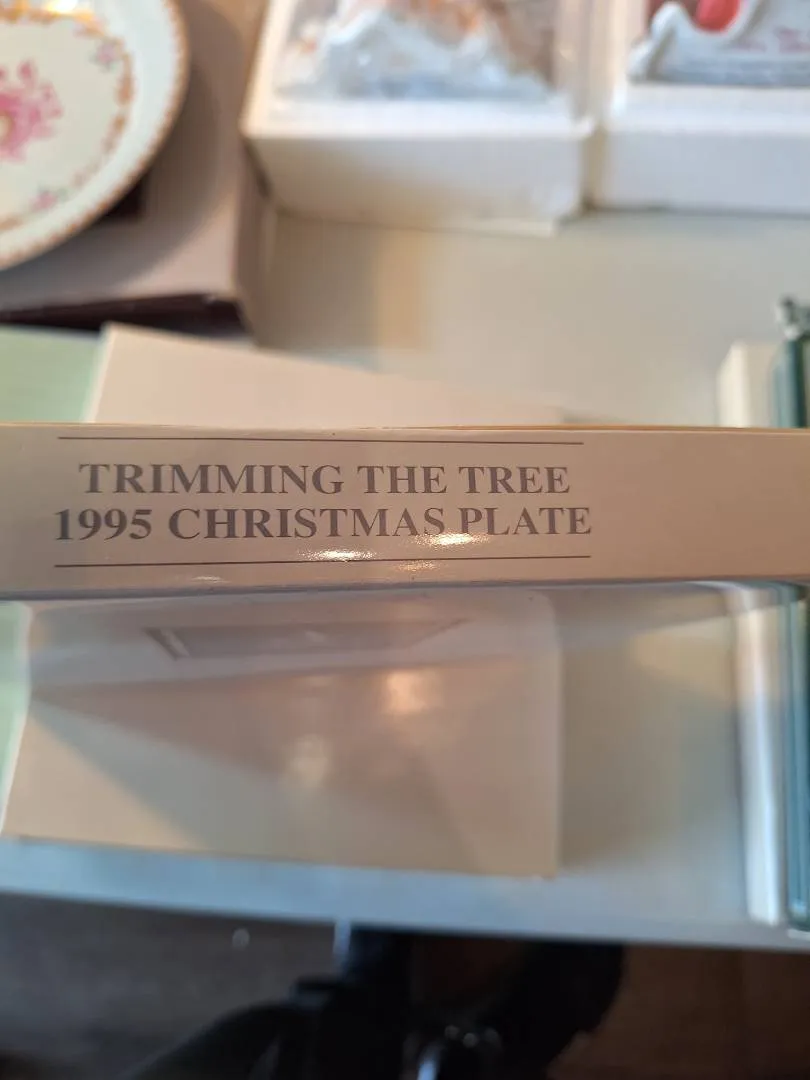 TRIMMING THE TREE
1995 CHRISTMAS PLATE